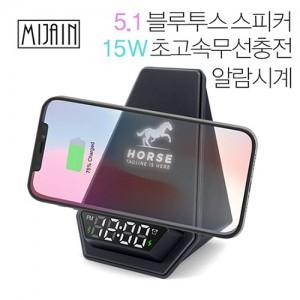 MIJAIN
5.1 블루투스 스피커
15W 초고속무선충전
알람시계
75% Charged
HORSE
TAGLINE IS HERE
PM 12:00